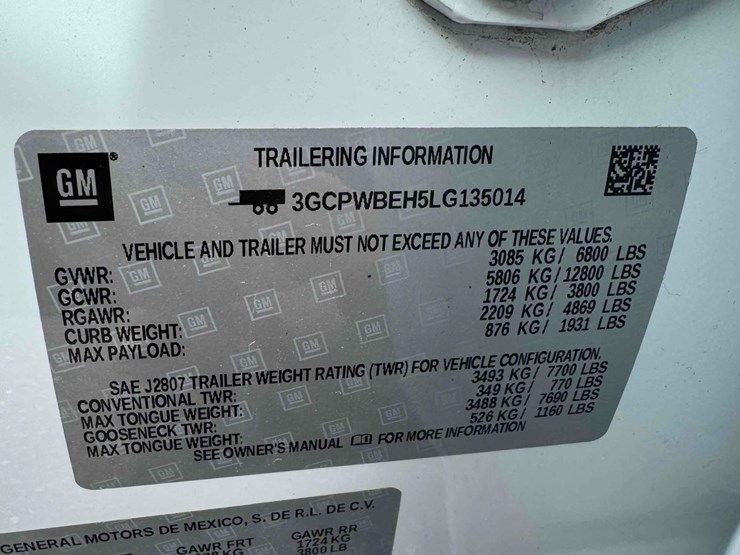 GM
TRAILERING INFORMATION
3GCPWBEH5LG135014
VEHICLE AND TRAILER MUST NOT EXCEED ANY OF THESE VALUES.
GVWR: 3085 KG/ 6800 LBS
GCWR: 5806 KG/12800 LBS
RGAWR: 1724 KG/ 3800 LBS
CURB WEIGHT: 2209 KG/ 4869 LBS
MAX PAYLOAD: 876 KG/ 1931 LBS
SAE J2807 TRAILER WEIGHT RATING (TWR) FOR VEHICLE CONFIGURATION.
CONVENTIONAL TWR: 3493 KG/ 7700 LBS
MAX TONGUE WEIGHT: 349 KG/ 770 LBS
GOOSENECK TWR: 3488 KG/ 7690 LBS
MAX TONGUE WEIGHT: 526 KG/ 1160 LBS
SEE OWNER'S MANUAL FOR MORE INFORMATION
GENERAL MOTORS DE MEXICO, S. DE R.L. DE C.V.
GAWR FRT GAWR RR
KG 1724 KG
3800 LB